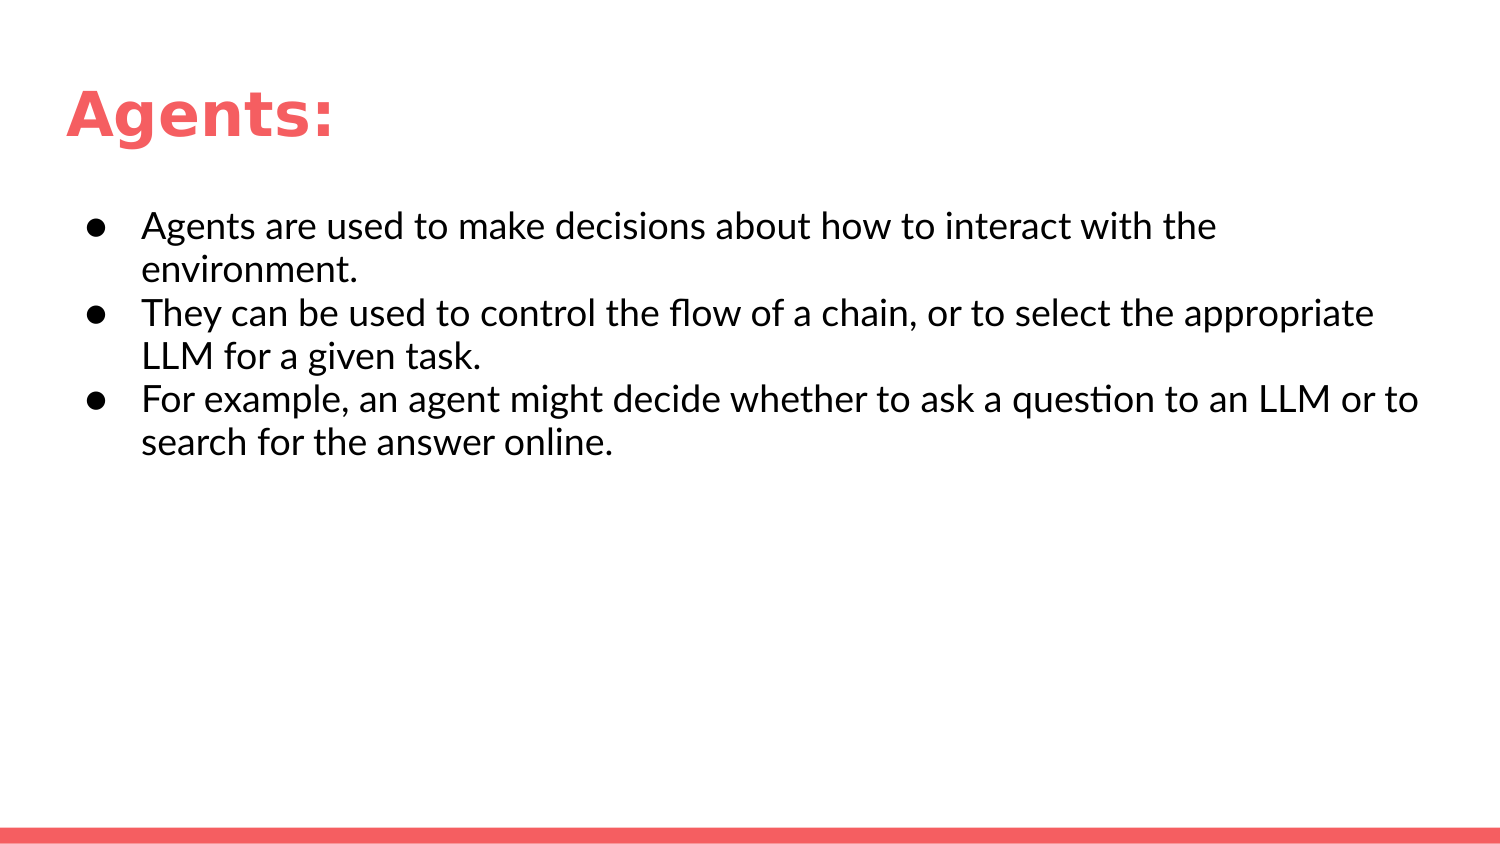 Agents:
● Agents are used to make decisions about how to interact with the
environment.
● They can be used to control the flow of a chain, or to select the appropriate
LLM for a given task.
● For example, an agent might decide whether to ask a question to an LLM or to
search for the answer online.